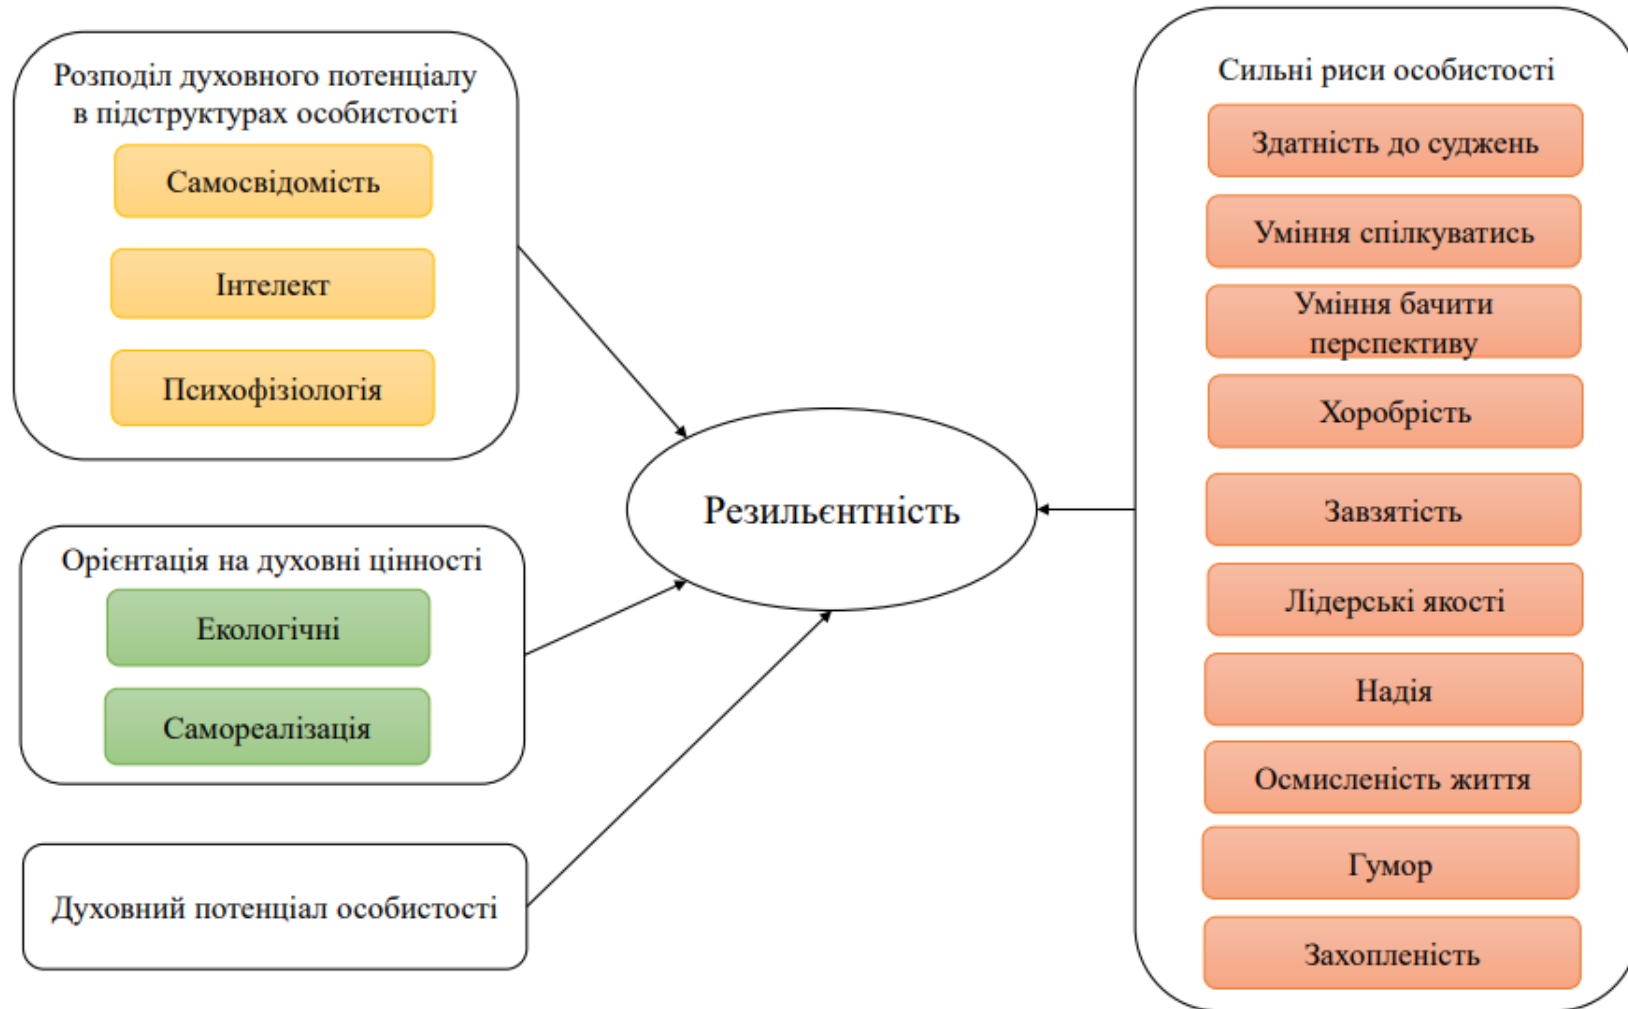 Розподіл духовного потенціалу
в підструктурах особистості
Самосвідомість
Інтелект
Психофізіологія
Орієнтація на духовні цінності
Екологічні
Самореалізація
Духовний потенціал особистості
Резильєнтність
Сильні риси особистості
Здатність до суджень
Уміння спілкуватись
Уміння бачити
перспективу
Хоробрість
Завзятість
Лідерські якості
Надія
Осмисленість життя
Гумор
Захопленість